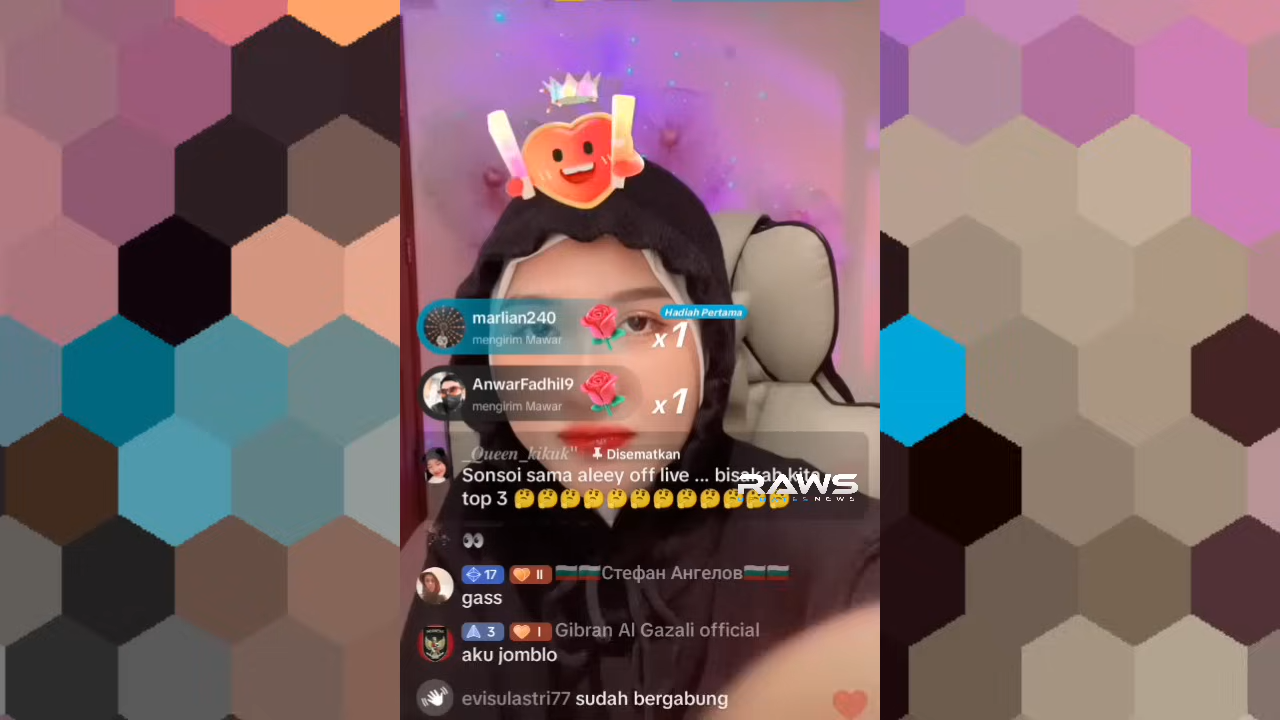 marlian240
mengirim Mawar
Hadiah Pertama
x1
AnwarFadhil9
mengirim Mawar
x1
_Queen_kikuk" Disematkan
Sonsoi sama aleey off live ... bisakah kita
top 3 🤔🤔🤔🤔🤔🤔🤔🤔🤔🤔🤔🤔
RAWS
NEWS
👀
17 II 🇧🇬🇧🇬Стефан Ангелов🇧🇬🇧🇬
gass
3 I Gibran Al Gazali official
aku jomblo
evisulastri77 sudah bergabung